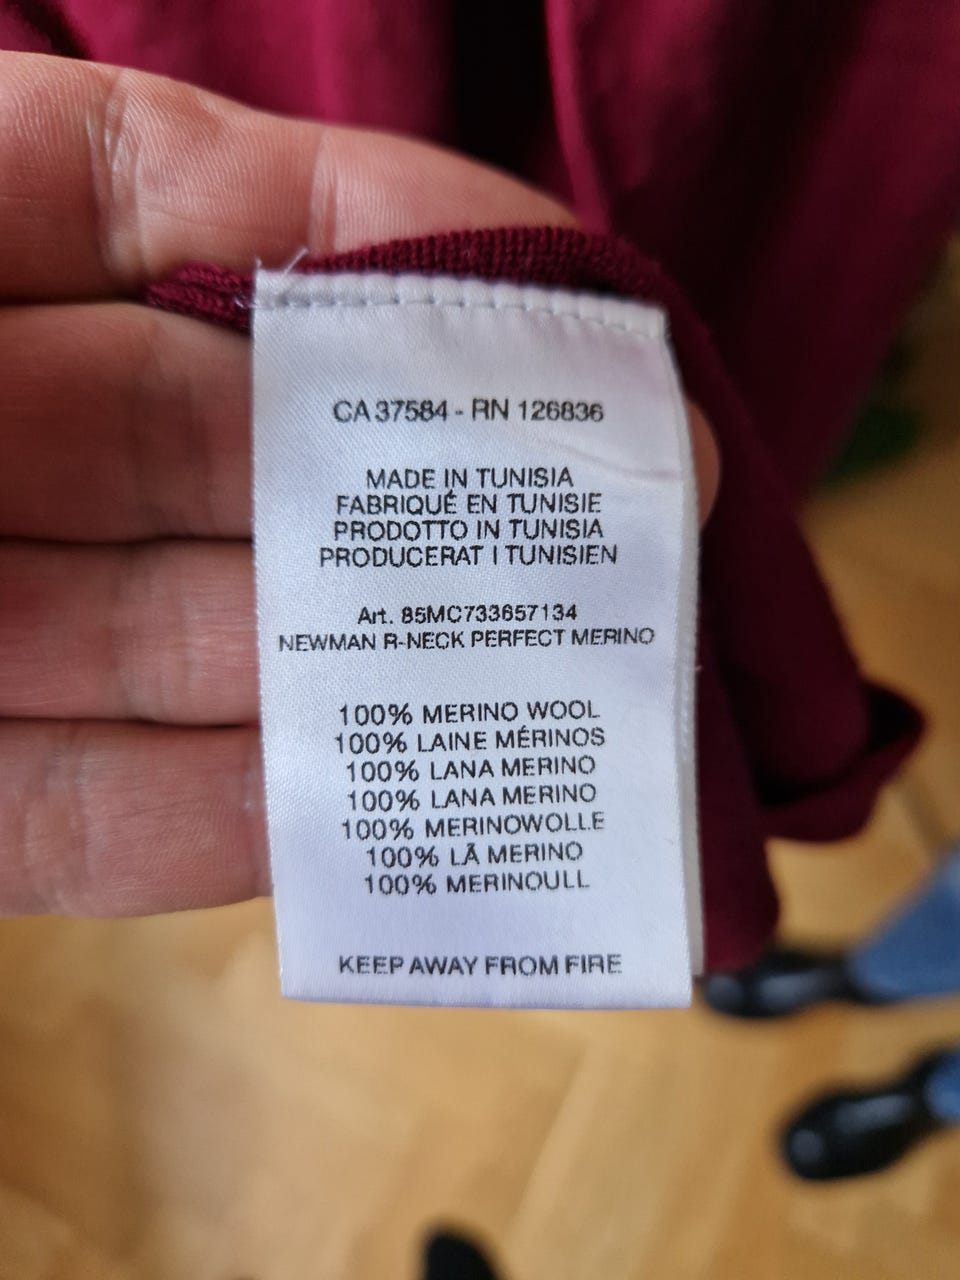 CA 37584 - RN 126836
MADE IN TUNISIA
FABRIQUÉ EN TUNISIE
PRODOTTO IN TUNISIA
PRODUCERAT I TUNISIEN
Art. 85MC733657134
NEWMAN R-NECK PERFECT MERINO
100% MERINO WOOL
100% LAINE MÉRINOS
100% LANA MERINO
100% LANA MERINO
100% MERINOWOLLE
100% LÃ MERINO
100% MERINOULL
KEEP AWAY FROM FIRE